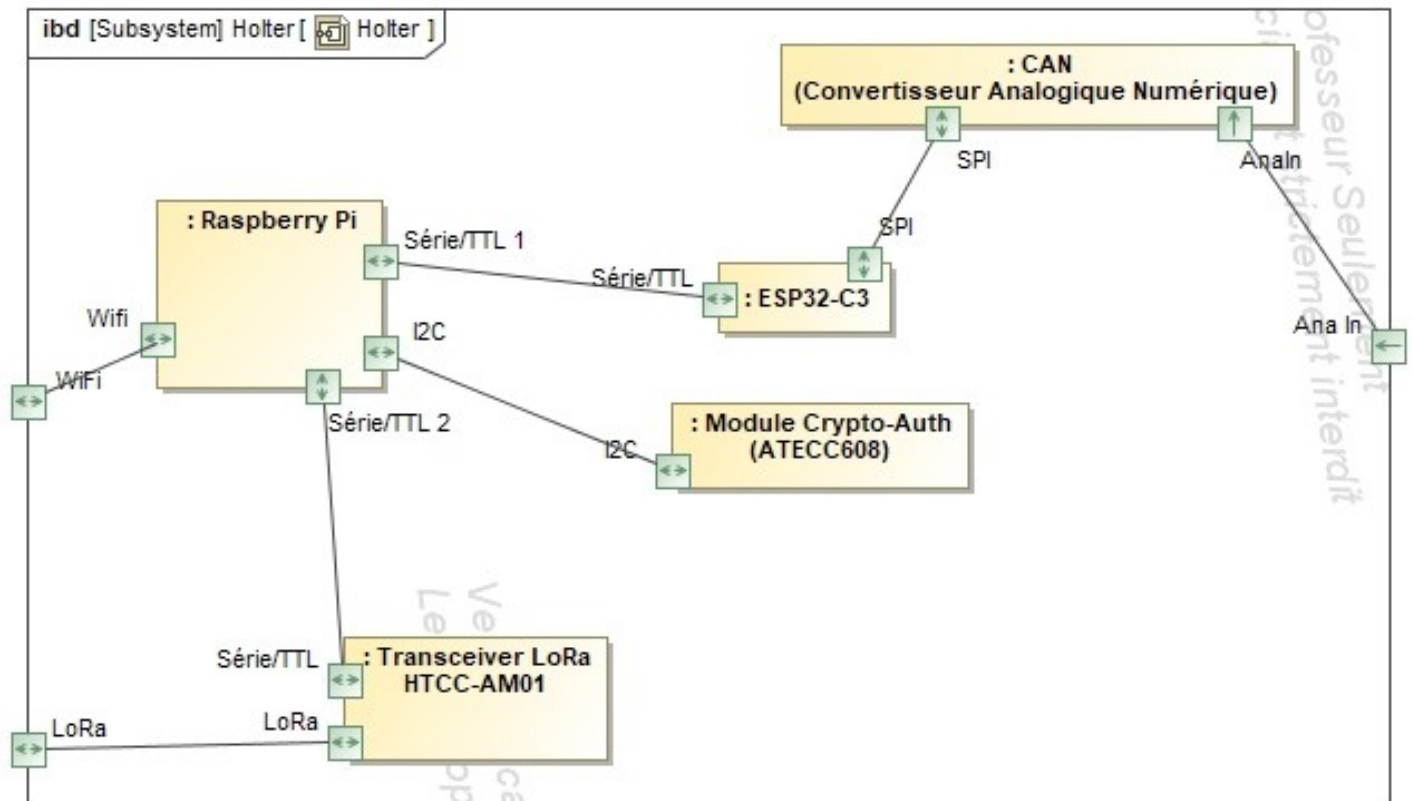 ibd [Subsystem] Holter [ Holter ]
: CAN
(Convertisseur Analogique Numérique)
SPI
AnaIn
: Raspberry Pi
Série/TTL 1
SPI
Série/TTL
: ESP32-C3
Wifi
I2C
Ana In
WiFi
Série/TTL 2
I2C
: Module Crypto-Auth
(ATECC608)
Série/TTL
: Transceiver LoRa
HTCC-AM01
LoRa
LoRa
Seulement
interdit